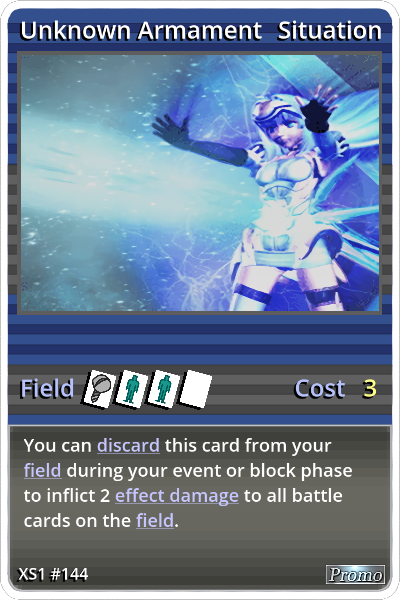 Unknown Armament Situation
Field Cost 3
You can discard this card from your
field during your event or block phase
to inflict 2 effect damage to all battle
cards on the field.
XS1 #144 Promo